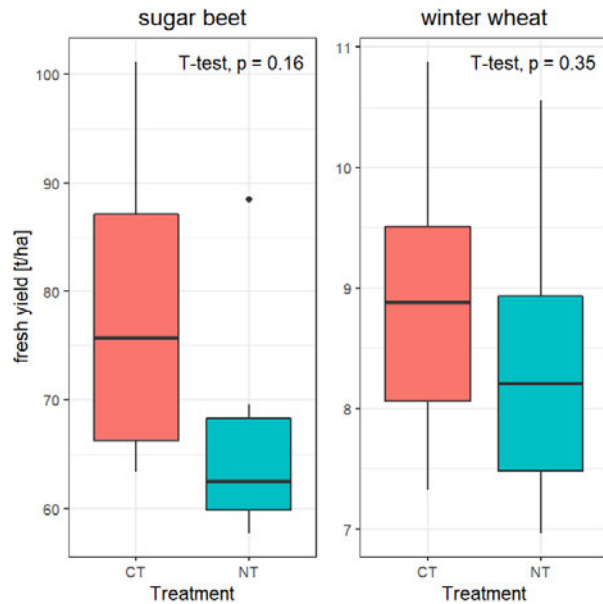 sugar beet
winter wheat
T-test, p = 0.16
T-test, p = 0.35
fresh yield [t/ha]
100
90
80
70
60
11
10
9
8
7
CT
NT
CT
NT
Treatment
Treatment